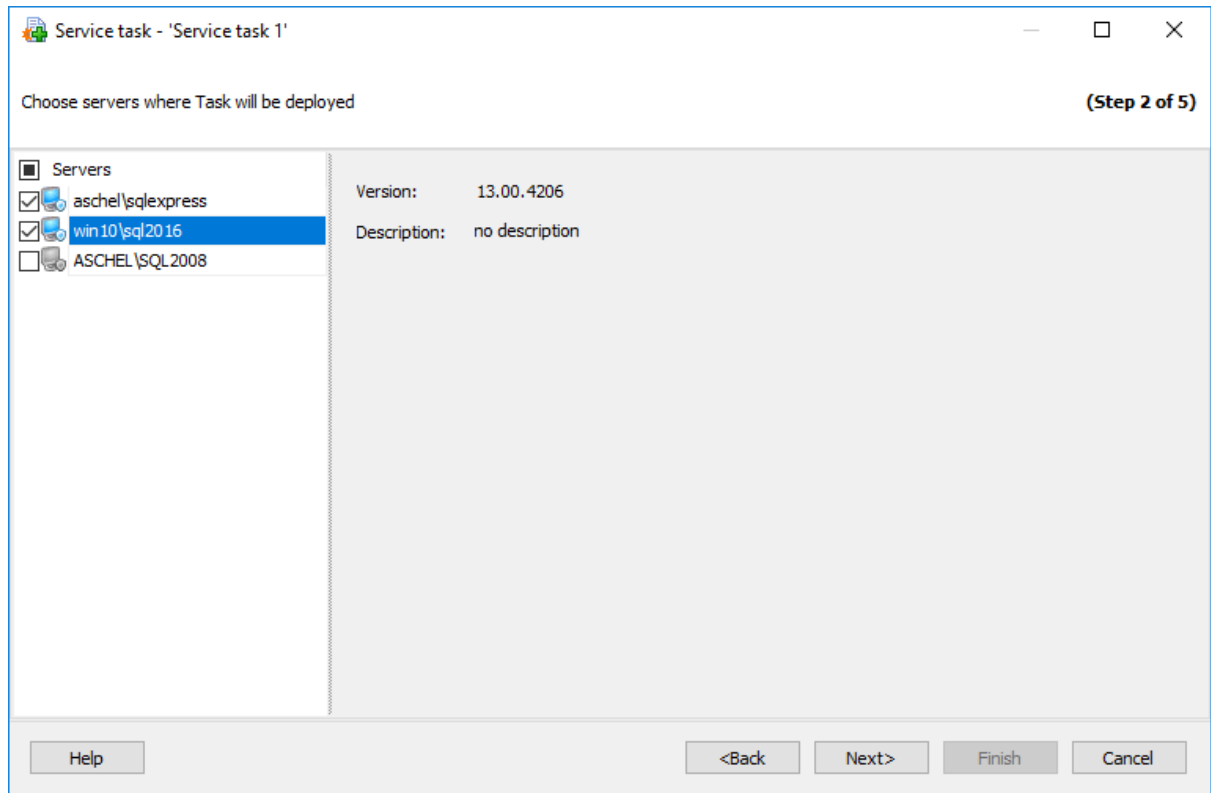 Service task - 'Service task 1'
Choose servers where Task will be deployed
(Step 2 of 5)
Servers
aschel\sqlexpress
win10\sql2016
ASCHEL\SQL2008
Version: 13.00.4206
Description: no description
Help
<Back
Next>
Finish
Cancel